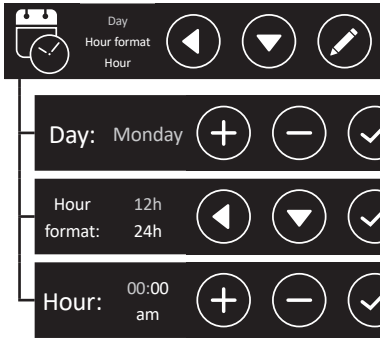 Day
Hour format
Hour
Day: Monday
Hour 12h
format: 24h
Hour: 00:00
am